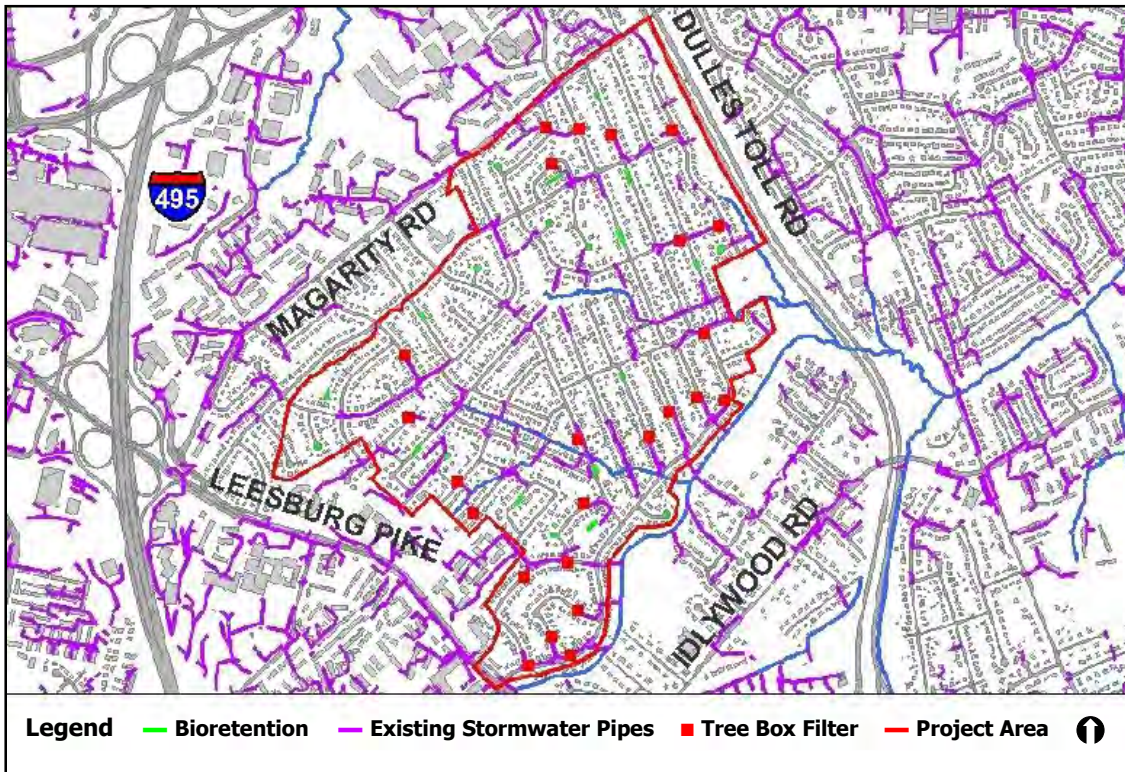 DULLES TOLL RD
495
MAGARITY RD
LEESBURG PIKE
IDLYWOOD RD
Legend
Bioretention
Existing Stormwater Pipes
Tree Box Filter
Project Area